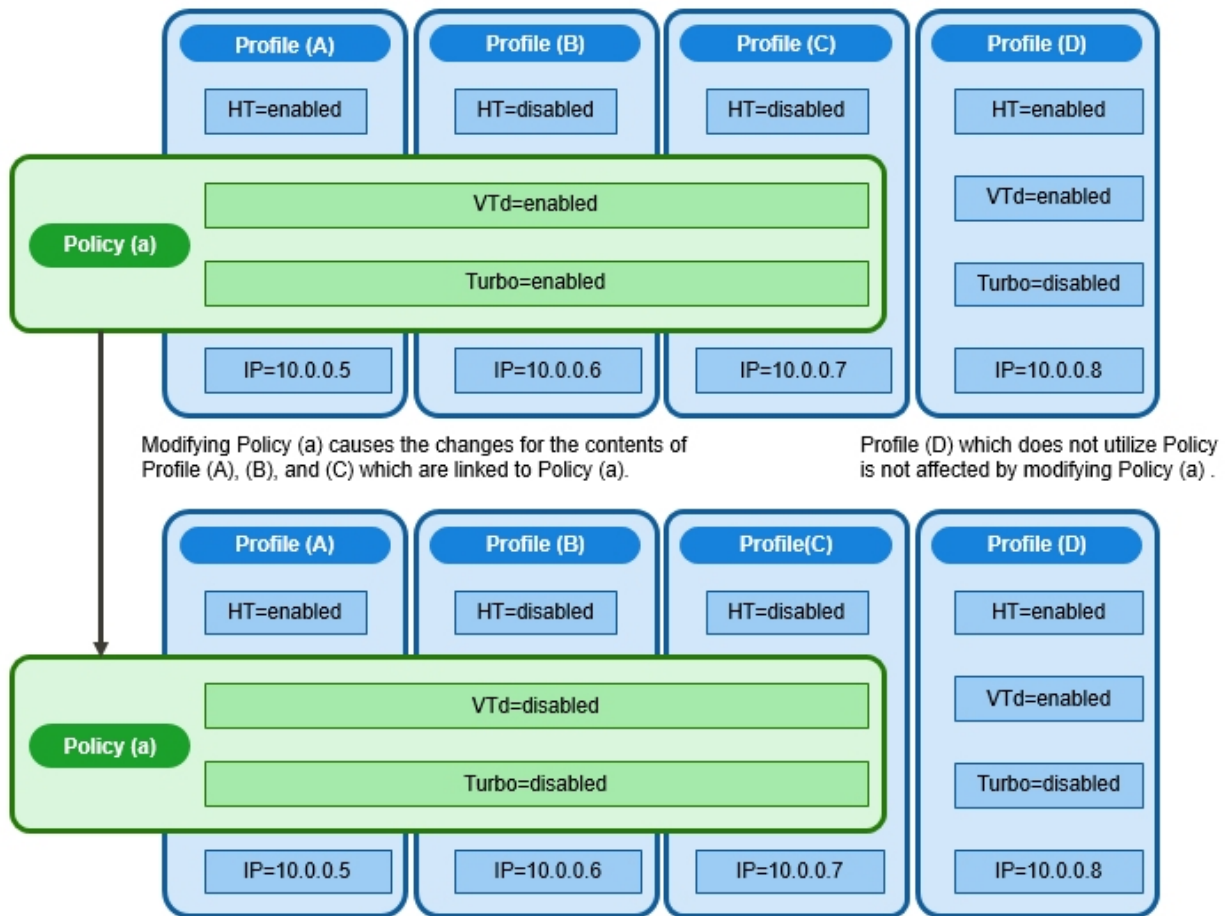 Profile (A)
Profile (B)
Profile (C)
Profile (D)
HT=enabled
HT=disabled
HT=disabled
HT=enabled
Policy (a)
VTd=enabled
VTd=enabled
Turbo=enabled
Turbo=disabled
IP=10.0.0.5
IP=10.0.0.6
IP=10.0.0.7
IP=10.0.0.8
Modifying Policy (a) causes the changes for the contents of
Profile (A), (B), and (C) which are linked to Policy (a).
Profile (D) which does not utilize Policy
is not affected by modifying Policy (a) .
Profile (A)
Profile (B)
Profile(C)
Profile (D)
HT=enabled
HT=disabled
HT=disabled
HT=enabled
Policy (a)
VTd=disabled
VTd=enabled
Turbo=disabled
Turbo=disabled
IP=10.0.0.5
IP=10.0.0.6
IP=10.0.0.7
IP=10.0.0.8